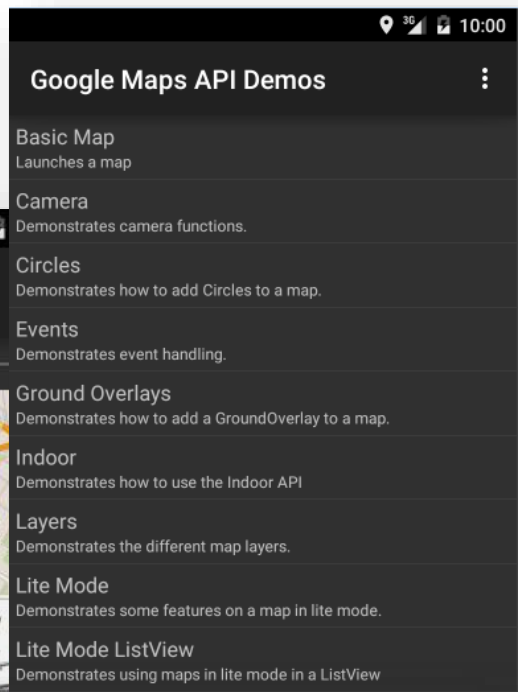 3G 10:00
Google Maps API Demos
Basic Map
Launches a map
Camera
Demonstrates camera functions.
Circles
Demonstrates how to add Circles to a map.
Events
Demonstrates event handling.
Ground Overlays
Demonstrates how to add a GroundOverlay to a map.
Indoor
Demonstrates how to use the Indoor API
Layers
Demonstrates the different map layers.
Lite Mode
Demonstrates some features on a map in lite mode.
Lite Mode ListView
Demonstrates using maps in lite mode in a ListView